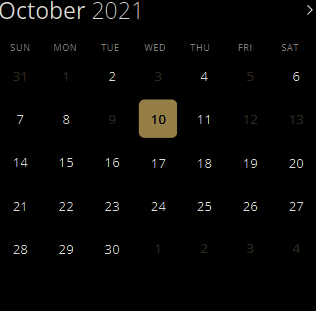 October 2021
SUN MON TUE WED THU FRI SAT
31 1 2 3 4 5 6
7 8 9 10 11 12 13
14 15 16 17 18 19 20
21 22 23 24 25 26 27
28 29 30 1 2 3 4